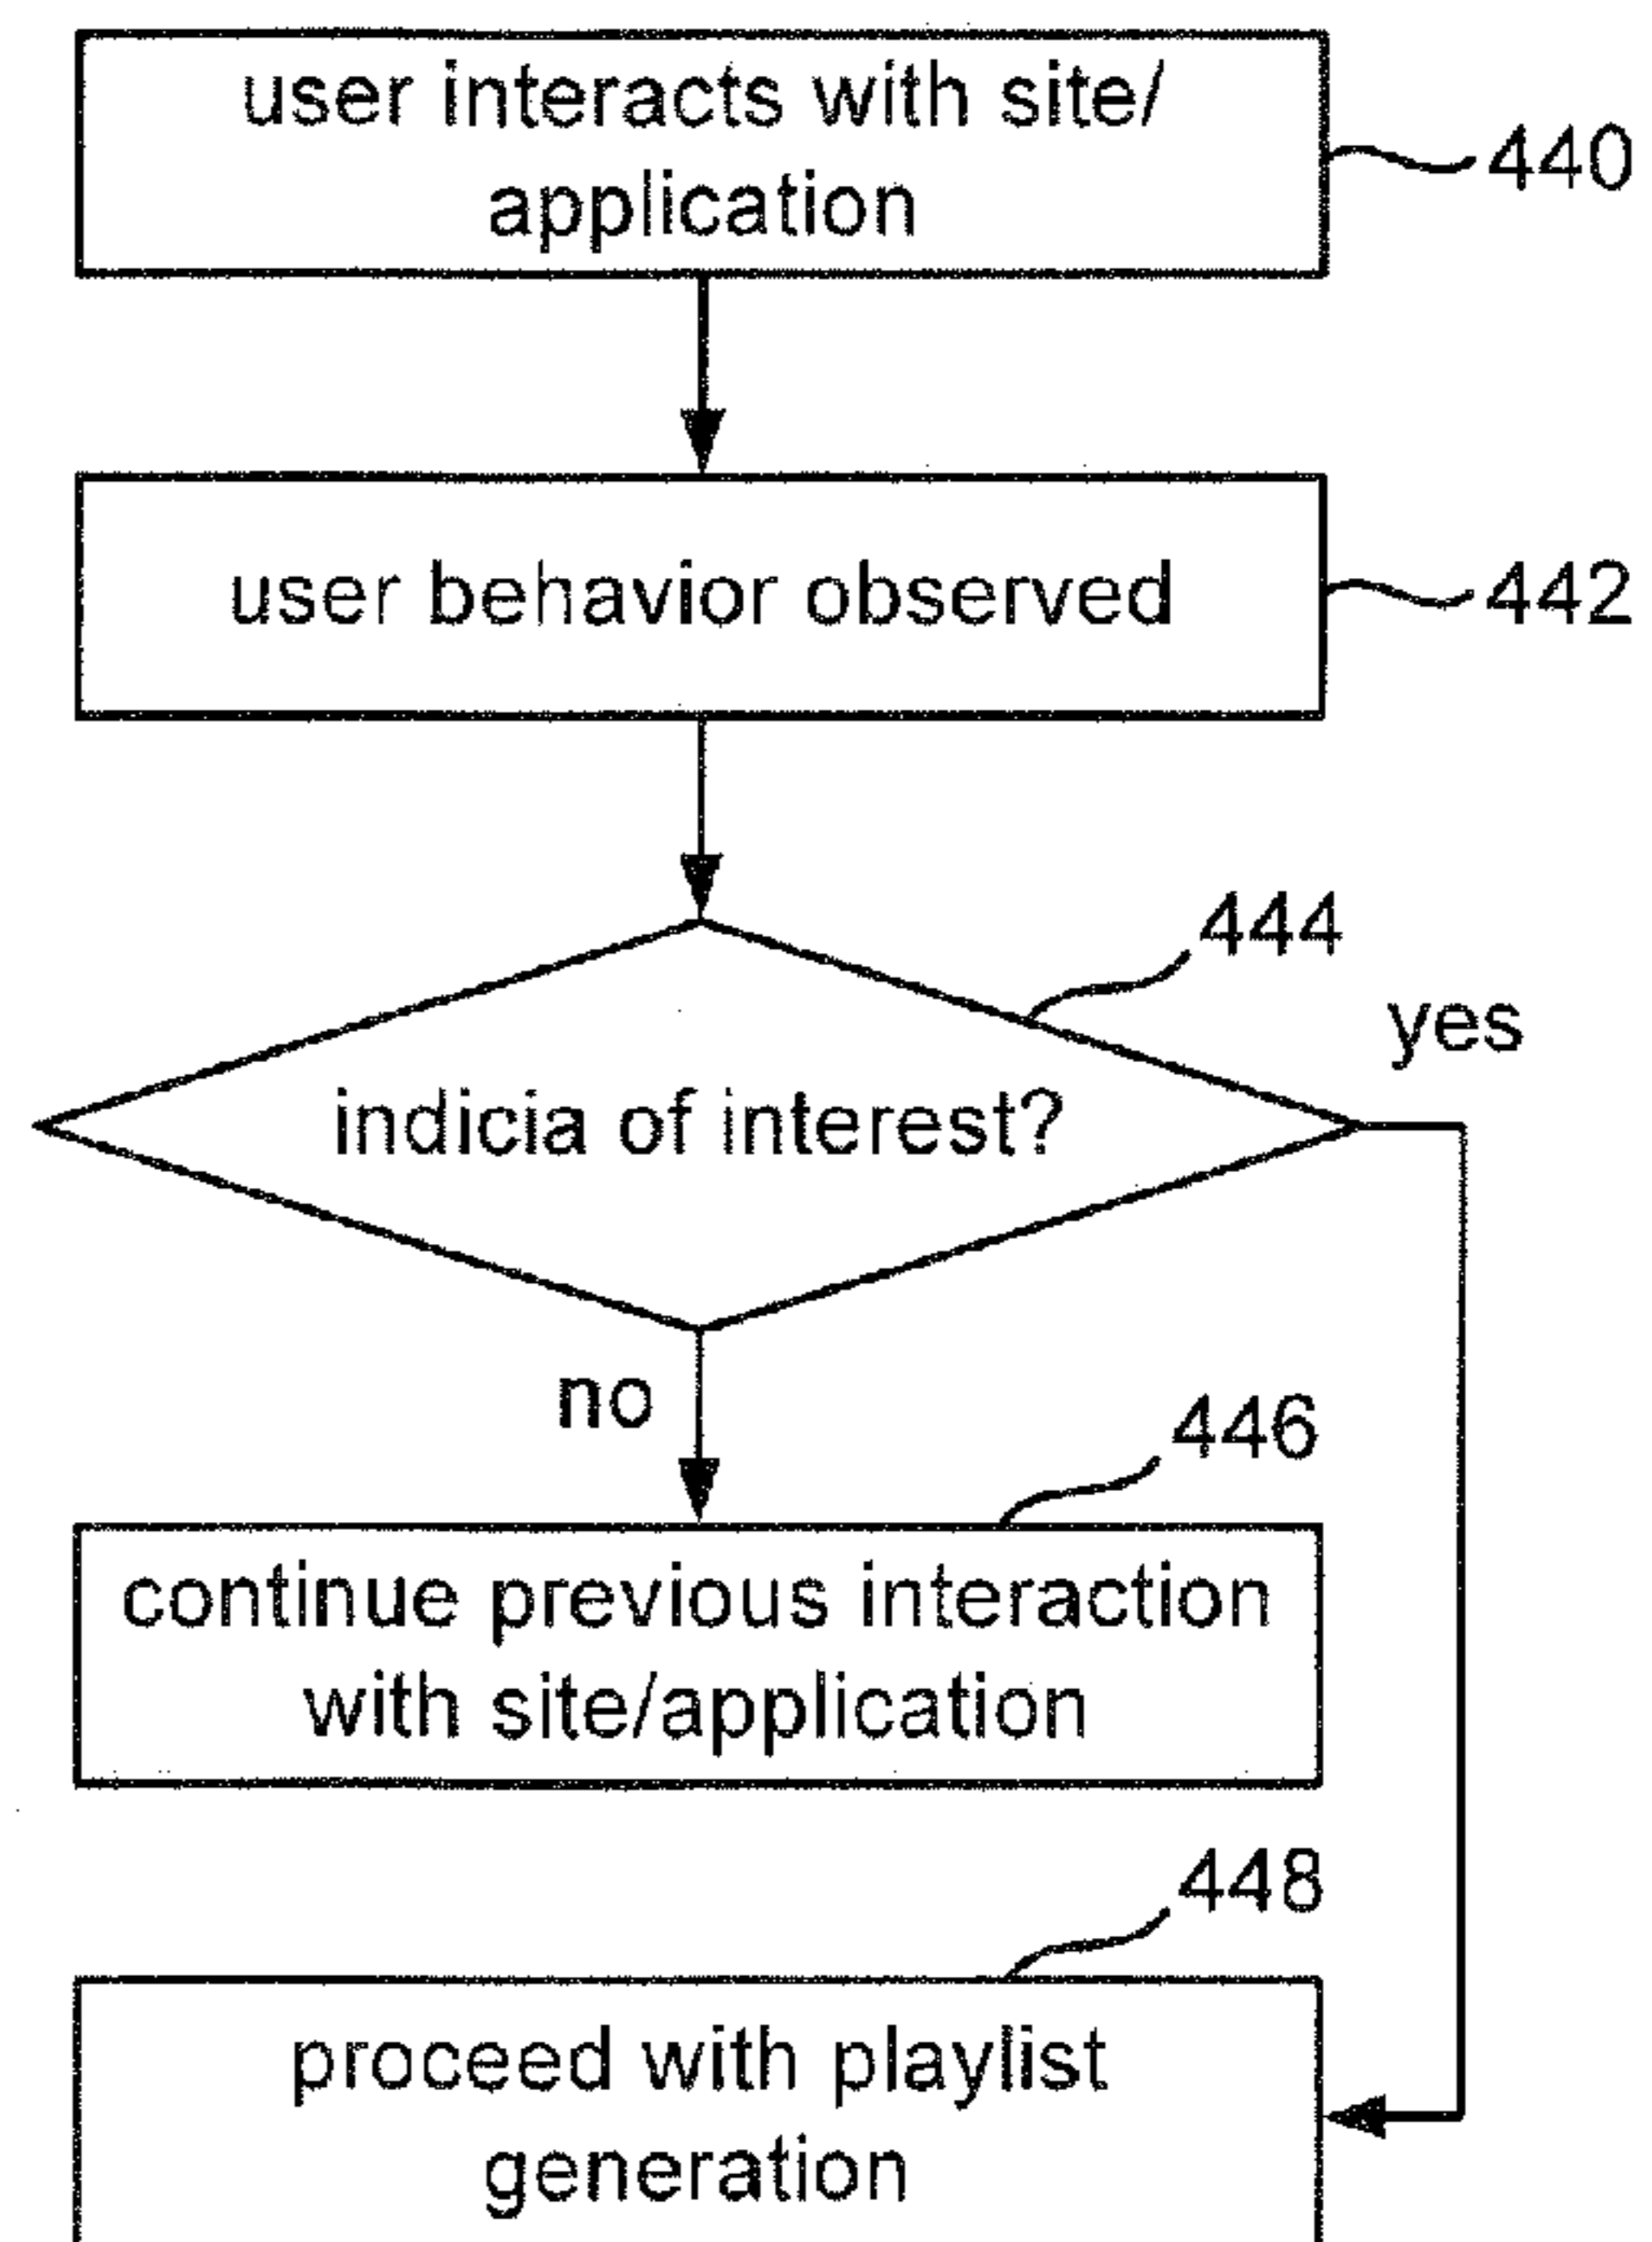 user interacts with site/
application
440
user behavior observed
442
444
yes
indicia of interest?
no
446
continue previous interaction
with site/application
448
proceed with playlist
generation